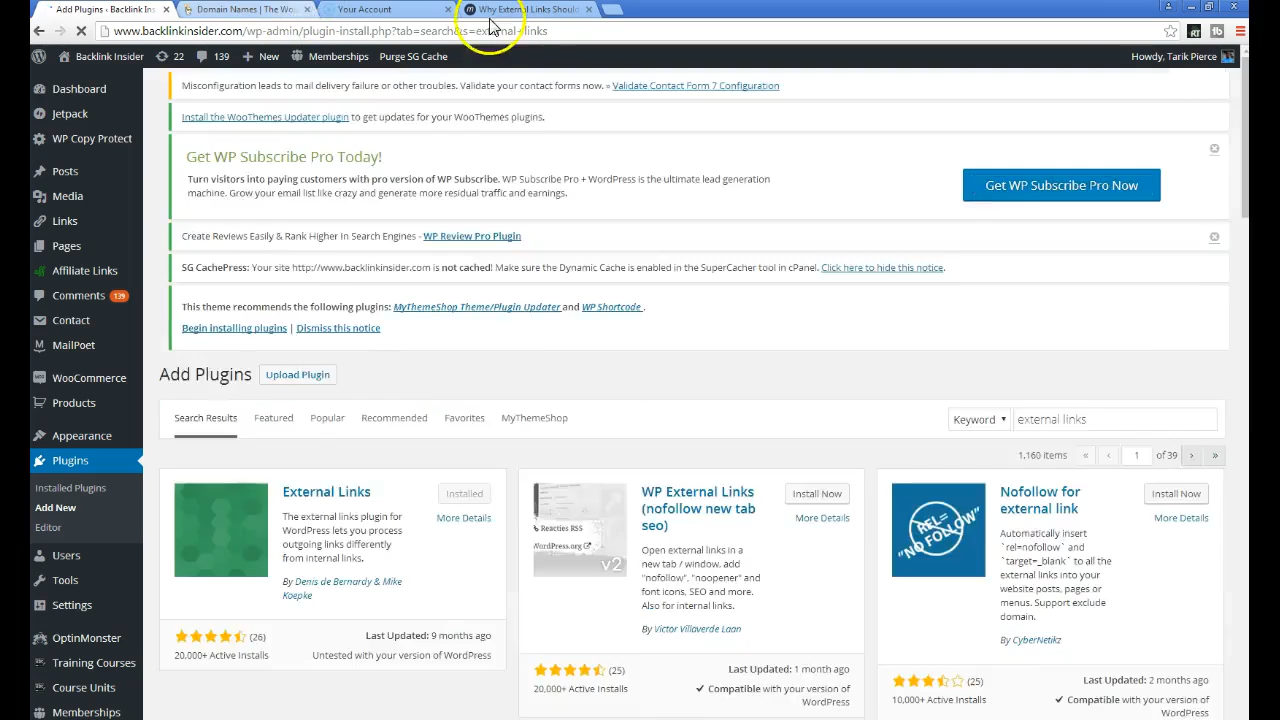 Add Plugins ‹ Backlink Ins
Domain Names | The Wo
Your Account
Why External Links Should
www.backlinkinsider.com/wp-admin/plugin-install.php?tab=search&s=external+links
Backlink Insider
22
139
New
Memberships
Purge SG Cache
Howdy, Tarik Pierce
Dashboard
Jetpack
WP Copy Protect
Posts
Media
Links
Pages
Affiliate Links
Comments 139
Contact
MailPoet
WooCommerce
Products
Appearance
Plugins
Installed Plugins
Add New
Editor
Users
Tools
Settings
OptinMonster
Training Courses
Course Units
Memberships
Misconfiguration leads to mail delivery failure or other troubles. Validate your contact forms now. » Validate Contact Form 7 Configuration
Install the WooThemes Updater plugin to get updates for your WooThemes plugins.
Get WP Subscribe Pro Today!
Turn visitors into paying customers with pro version of WP Subscribe. WP Subscribe Pro + WordPress is the ultimate lead generation
machine. Grow your email list like crazy and generate more residual traffic and earnings.
Get WP Subscribe Pro Now
Create Reviews Easily & Rank Higher In Search Engines - WP Review Pro Plugin
SG CachePress: Your site http://www.backlinkinsider.com is not cached! Make sure the Dynamic Cache is enabled in the SuperCacher tool in cPanel. Click here to hide this notice.
This theme recommends the following plugins: MyThemeShop Theme/Plugin Updater and WP Shortcode .
Begin installing plugins | Dismiss this notice
Add Plugins
Upload Plugin
Search Results
Featured
Popular
Recommended
Favorites
MyThemeShop
Keyword
external links
1,160 items « ‹ 1 of 39 › »
External Links
Installed
More Details
The external links plugin for
WordPress lets you process
outgoing links differently
from internal links.
By Denis de Bernardy & Mike
Koepke
(26)
20,000+ Active Installs
Last Updated: 9 months ago
Untested with your version of WordPress
Reacties RSS
WordPress.org
v2
WP External Links
(nofollow new tab
seo)
Install Now
More Details
Open external links in a
new tab / window, add
"nofollow", "noopener" and
font icons, SEO and more.
Also for internal links.
By Victor Villaverde Laan
(25)
20,000+ Active Installs
Last Updated: 1 month ago
Compatible with your version of
WordPress
REL=
"NO FOLLOW"
Nofollow for
external link
Install Now
More Details
Automatically insert
`rel=nofollow` and
`target=_blank` to all the
external links into your
website posts, pages or
menus. Support exclude
domain.
By CyberNetikz
(25)
10,000+ Active Installs
Last Updated: 2 months ago
Compatible with your version of
WordPress